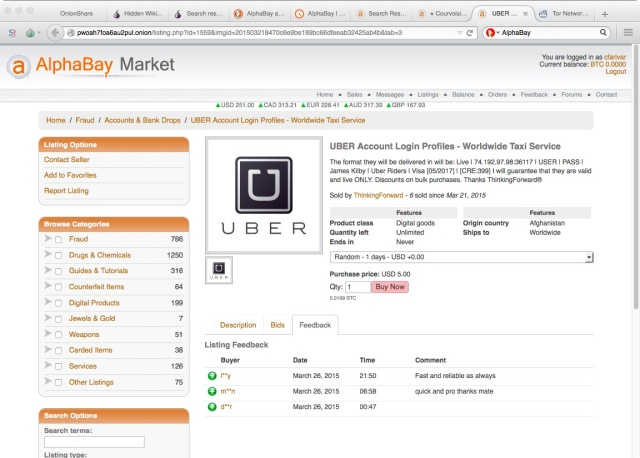 OnionShare
Hidden Wiki...
Search res...
AlphaBay a...
AlphaBay | ...
Search Res...
+ Courvoisi...
UBER ...
Tor Networ...
pwoah7foa6au2pul.onion/listing.php?id=1559&imgid=201503218470c6e9be189bc66dfeeab32425ab4b&tab=3
AlphaBay
AlphaBay Market
You are logged in as clarivar
Current balance: BTC 0.0000
Logout
Home Sales Messages Listings Balance Orders Feedback Forums Contact
USD 251.00 CAD 313.21 EUR 228.41 AUD 317.39 GBP 167.93
Home / Fraud / Accounts & Bank Drops / UBER Account Login Profiles - Worldwide Taxi Service
Listing Options
Contact Seller
Add to Favorites
Report Listing
Browse Categories
Fraud 786
Drugs & Chemicals 1250
Guides & Tutorials 316
Counterfeit Items 64
Digital Products 199
Jewels & Gold 7
Weapons 51
Carded Items 38
Services 126
Other Listings 75
Search Options
Search terms:
Listing type:
UBER
UBER Account Login Profiles - Worldwide Taxi Service
The format they will be delivered in will be: Live | 74.192.97.98:36117 | USER | PASS |
James Kilby | Uber Riders | Visa [05/2017] | [CRE:399] I will guarantee that they are valid
and live ONLY. Discounts on bulk purchases. Thanks ThinkingForward®
Sold by ThinkingForward - 6 sold since Mar 21, 2015
Features Features
Product class Digital goods Origin country Afghanistan
Quantity left Unlimited Ships to Worldwide
Ends in Never
Random - 1 days - USD +0.00
Purchase price: USD 5.00
Qty: 1 Buy Now
0.0199 BTC
Description Bids Feedback
Listing Feedback
Buyer Date Time Comment
l**y March 26, 2015 21:50 Fast and reliable as always
m**n March 26, 2015 06:58 quick and pro thanks mate
d**r March 26, 2015 00:47